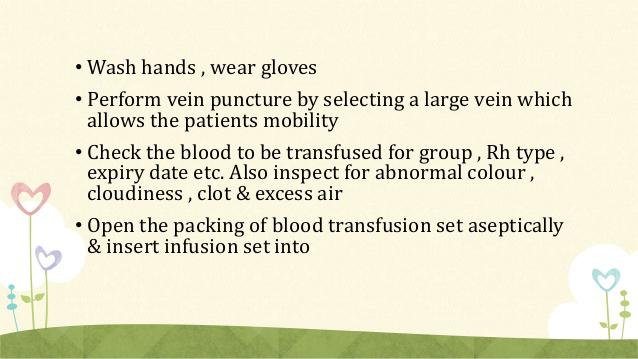 • Wash hands , wear gloves
• Perform vein puncture by selecting a large vein which
allows the patients mobility
• Check the blood to be transfused for group , Rh type ,
expiry date etc. Also inspect for abnormal colour ,
cloudiness , clot & excess air
• Open the packing of blood transfusion set aseptically
& insert infusion set into